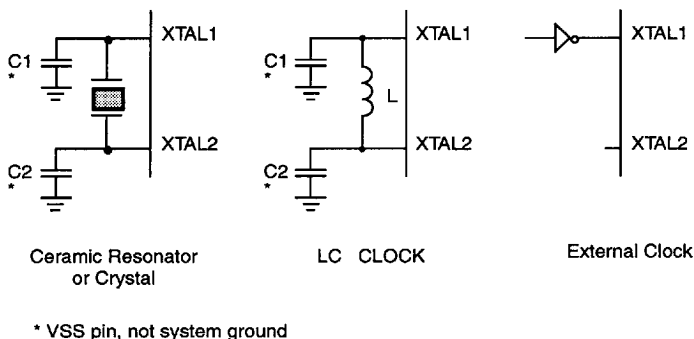 XTAL1
C1
*
XTAL2
C2
*
Ceramic Resonator
or Crystal
XTAL1
C1
*
L
XTAL2
C2
*
LC CLOCK
XTAL1
XTAL2
External Clock
* VSS pin, not system ground